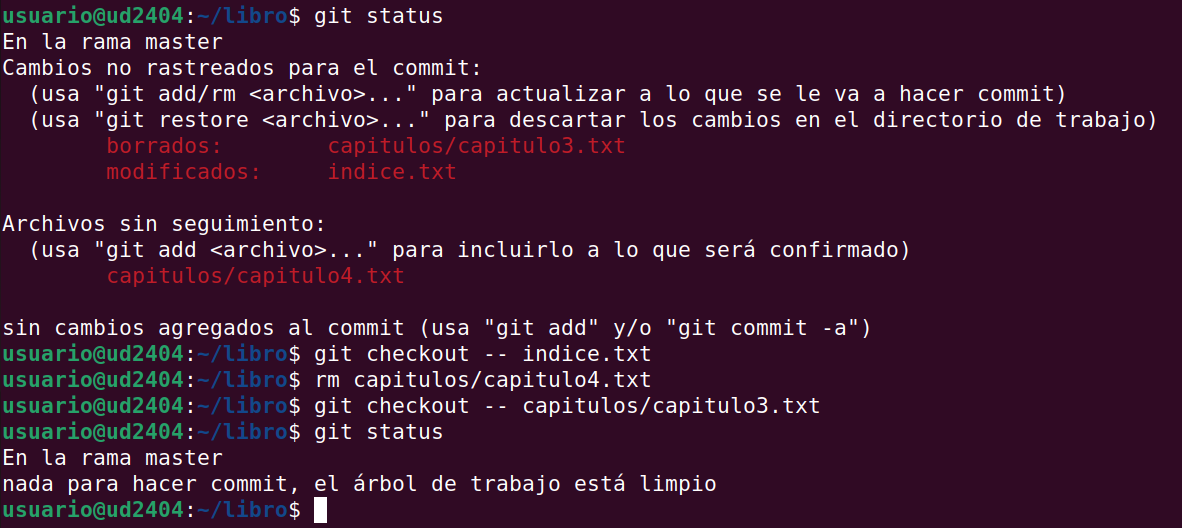 usuario@ud2404:~/libro$ git status
En la rama master
Cambios no rastreados para el commit:
  (usa "git add/rm <archivo>..." para actualizar a lo que se le va a hacer commit)
  (usa "git restore <archivo>..." para descartar los cambios en el directorio de trabajo)
        borrados:        capitulos/capitulo3.txt
        modificados:     indice.txt

Archivos sin seguimiento:
  (usa "git add <archivo>..." para incluirlo a lo que será confirmado)
        capitulos/capitulo4.txt

sin cambios agregados al commit (usa "git add" y/o "git commit -a")
usuario@ud2404:~/libro$ git checkout -- indice.txt
usuario@ud2404:~/libro$ rm capitulos/capitulo4.txt
usuario@ud2404:~/libro$ git checkout -- capitulos/capitulo3.txt
usuario@ud2404:~/libro$ git status
En la rama master
nada para hacer commit, el árbol de trabajo está limpio
usuario@ud2404:~/libro$